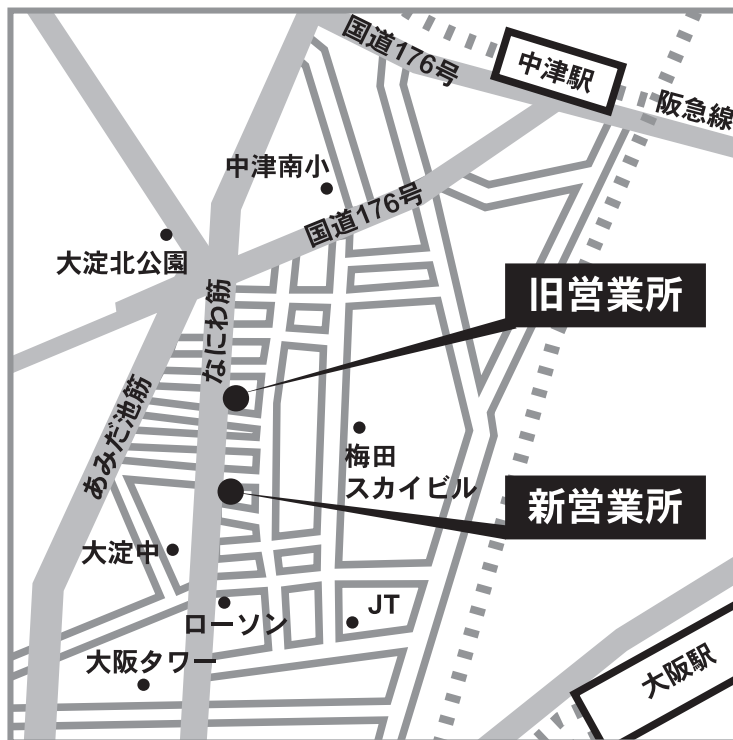 国道176号
中津駅
阪急線
中津南小
国道176号
大淀北公園
旧営業所
なにわ筋
あみだ池筋
梅田
スカイビル
新営業所
大淀中
ローソン
JT
大阪タワー
大阪駅